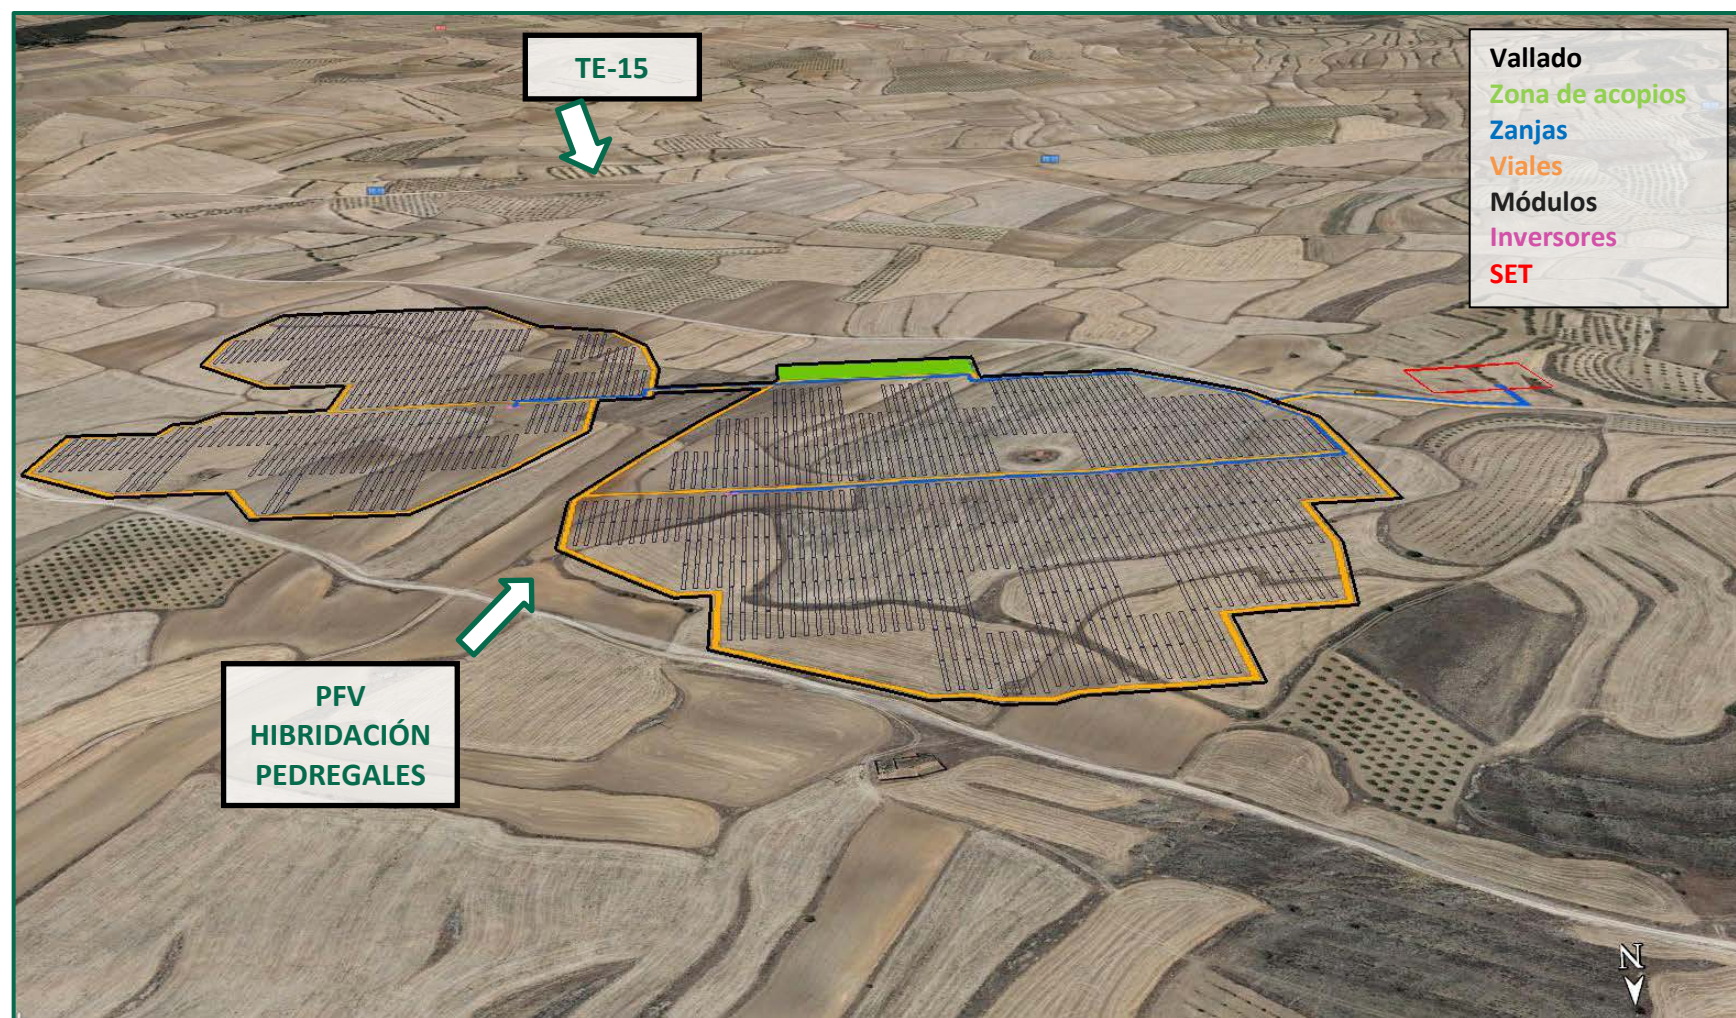 TE-15
Vallado
Zona de acopios
Zanjas
Viales
Módulos
Inversores
SET
PFV
HIBRIDACIÓN
PEDREGALES
N